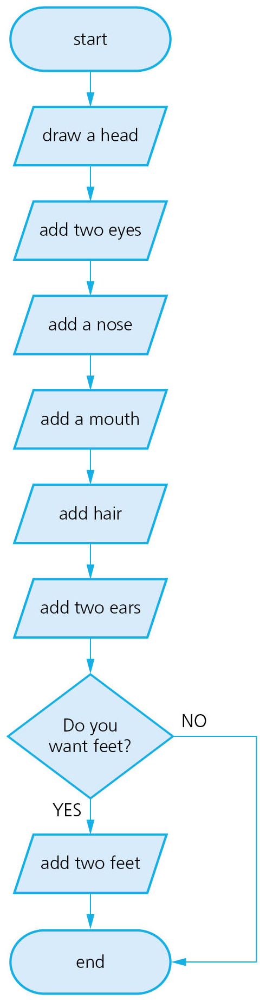 start
draw a head
add two eyes
add a nose
add a mouth
add hair
add two ears
Do you
want feet?
NO
YES
add two feet
end